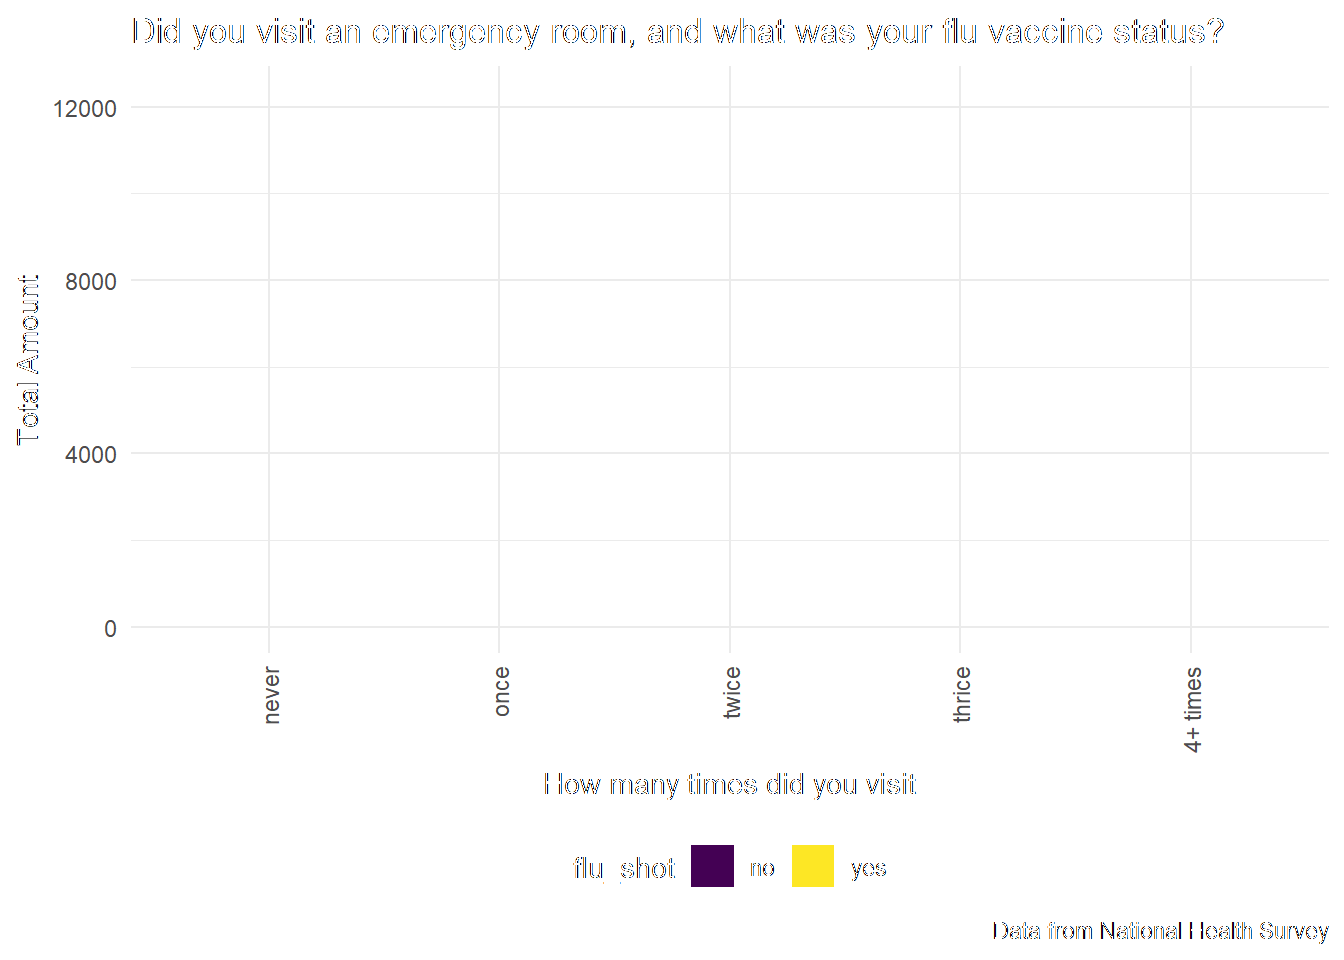 Did you visit an emergency room, and what was your flu vaccine status?
12000
8000
4000
0
Total Amount
never
once
twice
thrice
4+ times
How many times did you visit
flu_shot no yes
Data from National Health Survey